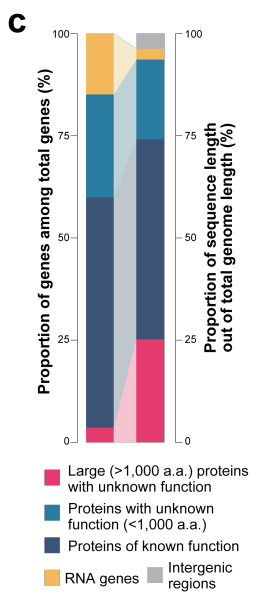 c
100
75
50
25
0
Proportion of genes among total genes (%)
100
75
50
25
0
Proportion of sequence length
out of total genome length (%)
Large (>1,000 a.a.) proteins
with unknown function
Proteins with unknown
function (<1,000 a.a.)
Proteins of known function
RNA genes
Intergenic
regions